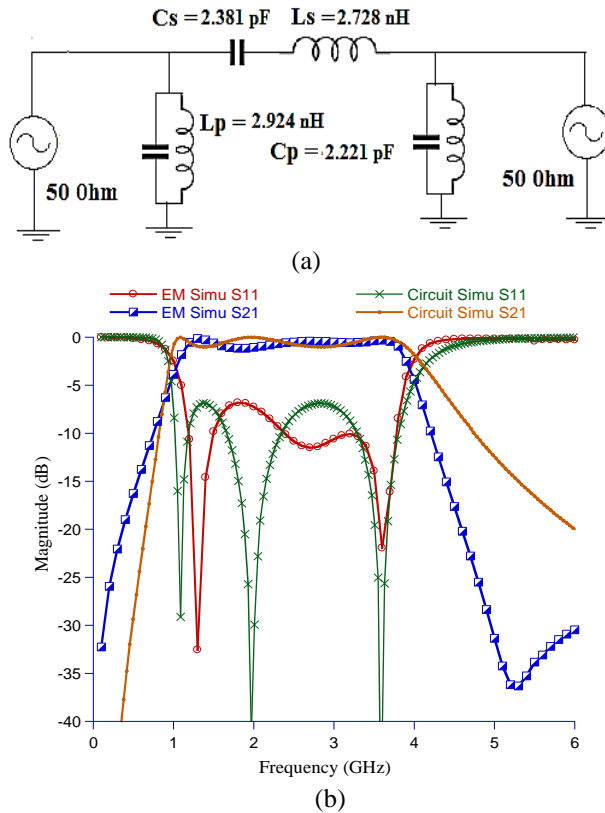 Cs = 2.381 pF Ls = 2.728 nH
Lp = 2.924 nH
Cp = 2.221 pF
50 Ohm
50 Ohm
(a)
EM Simu S11 Circuit Simu S11
EM Simu S21 Circuit Simu S21
0
-5
-10
-15
-20
-25
-30
-35
-40
Magnitude (dB)
0 1 2 3 4 5 6
Frequency (GHz)
(b)